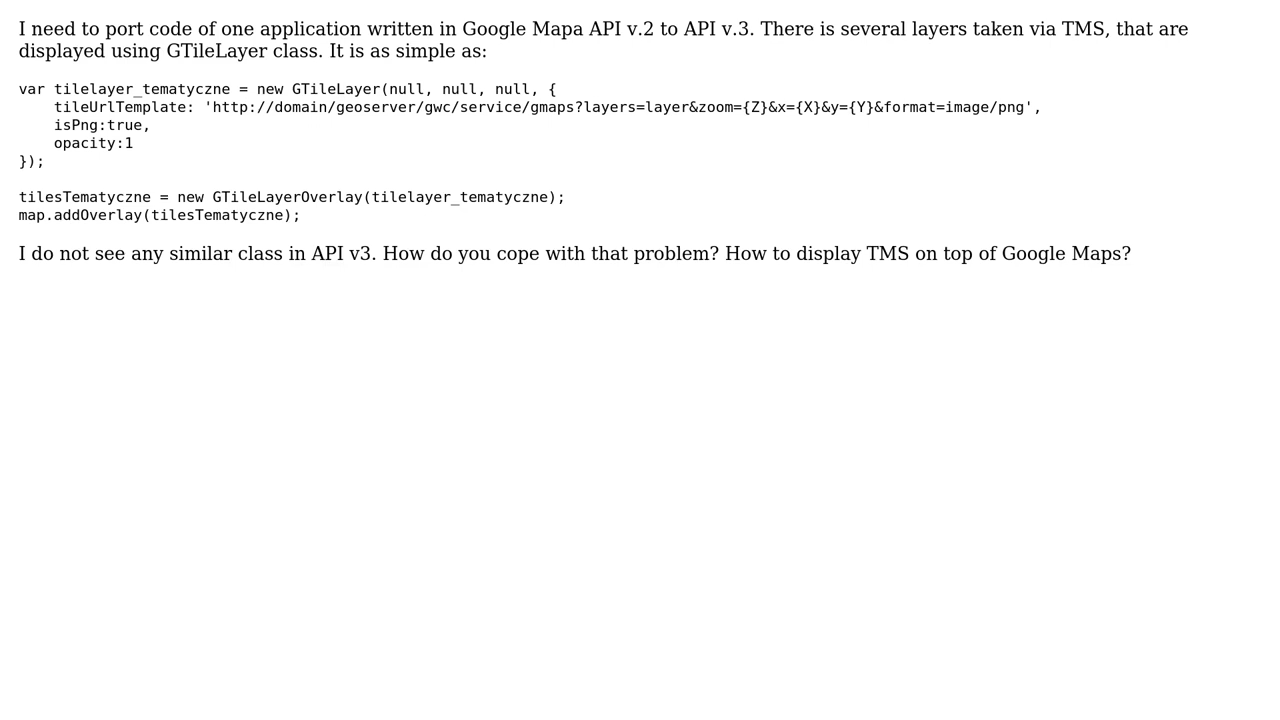 I need to port code of one application written in Google Mapa API v.2 to API v.3. There is several layers taken via TMS, that are
displayed using GTileLayer class. It is as simple as:
var tilelayer_tematyczne = new GTileLayer(null, null, null, {
    tileUrlTemplate: 'http://domain/geoserver/gwc/service/gmaps?layers=layer&zoom={Z}&x={X}&y={Y}&format=image/png',
    isPng:true,
    opacity:1
});
tilesTematyczne = new GTileLayerOverlay(tilelayer_tematyczne);
map.addOverlay(tilesTematyczne);
I do not see any similar class in API v3. How do you cope with that problem? How to display TMS on top of Google Maps?